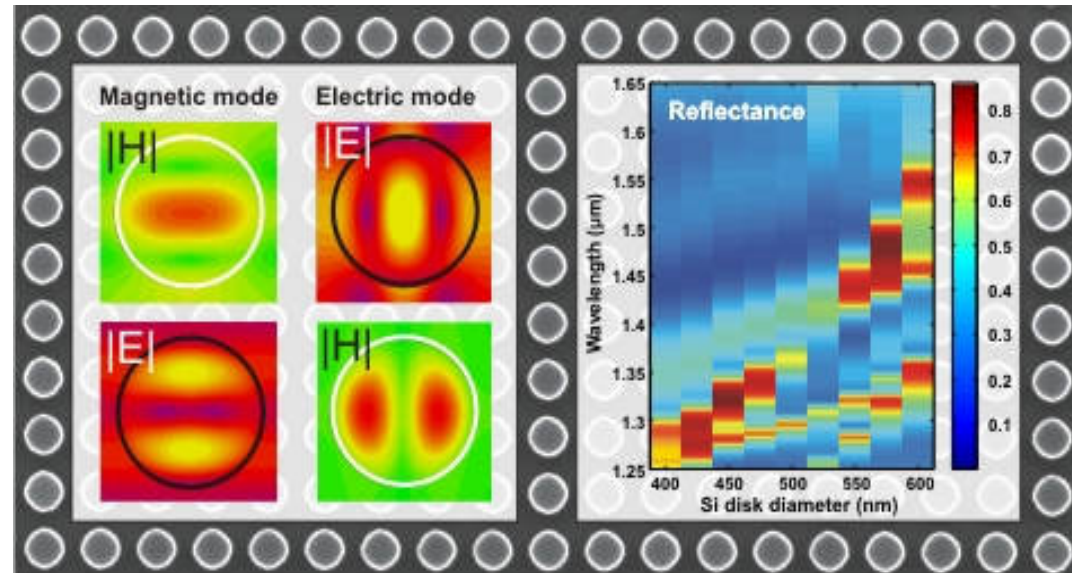 Magnetic mode
Electric mode
|H|
|E|
|E|
|H|
Reflectance
Wavelength (μm)
1.65
1.6
1.55
1.5
1.45
1.4
1.35
1.3
1.25
400
450
500
550
600
Si disk diameter (nm)
0.8
0.7
0.6
0.5
0.4
0.3
0.2
0.1